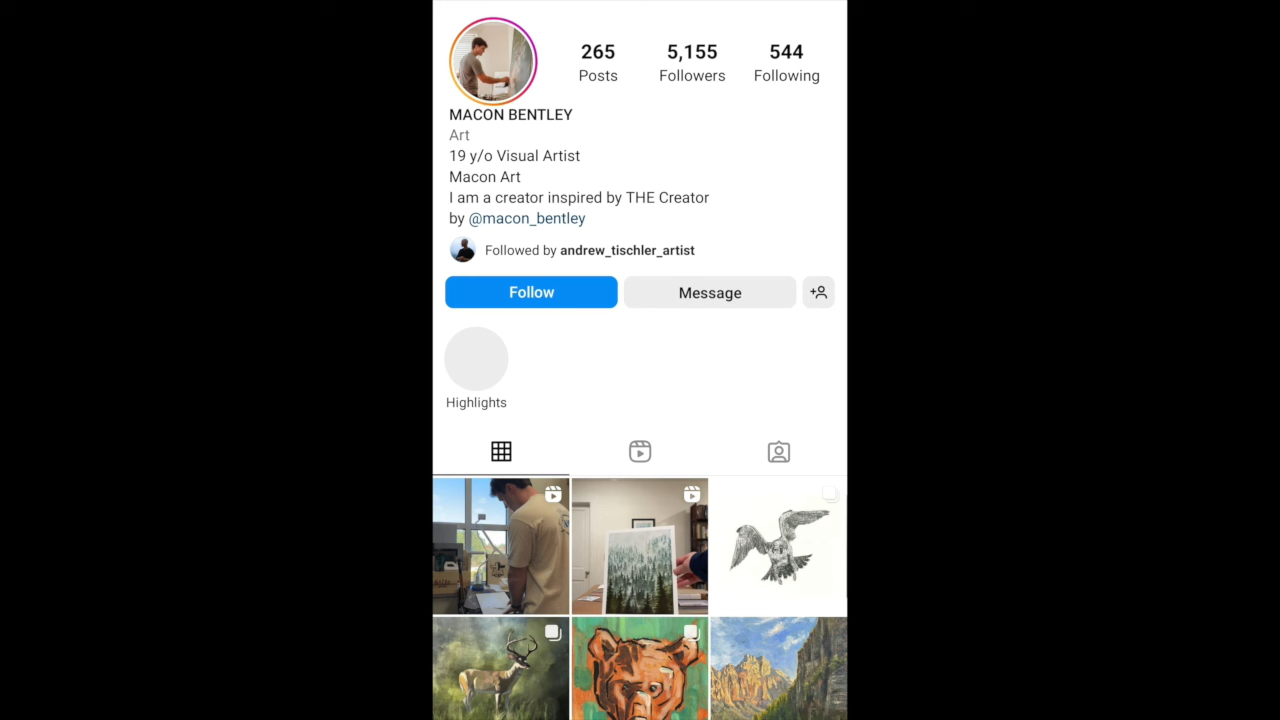 265
Posts
5,155
Followers
544
Following
MACON BENTLEY
Art
19 y/o Visual Artist
Macon Art
I am a creator inspired by THE Creator
by @macon_bentley
Followed by andrew_tischler_artist
Follow
Message
Highlights